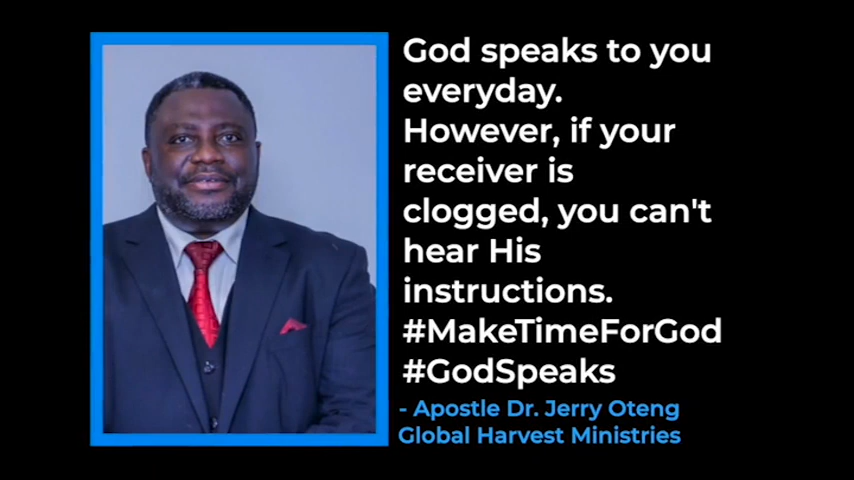 God speaks to you
everyday.
However, if your
receiver is
clogged, you can't
hear His
instructions.
#MakeTimeForGod
#GodSpeaks
- Apostle Dr. Jerry Oteng
Global Harvest Ministries